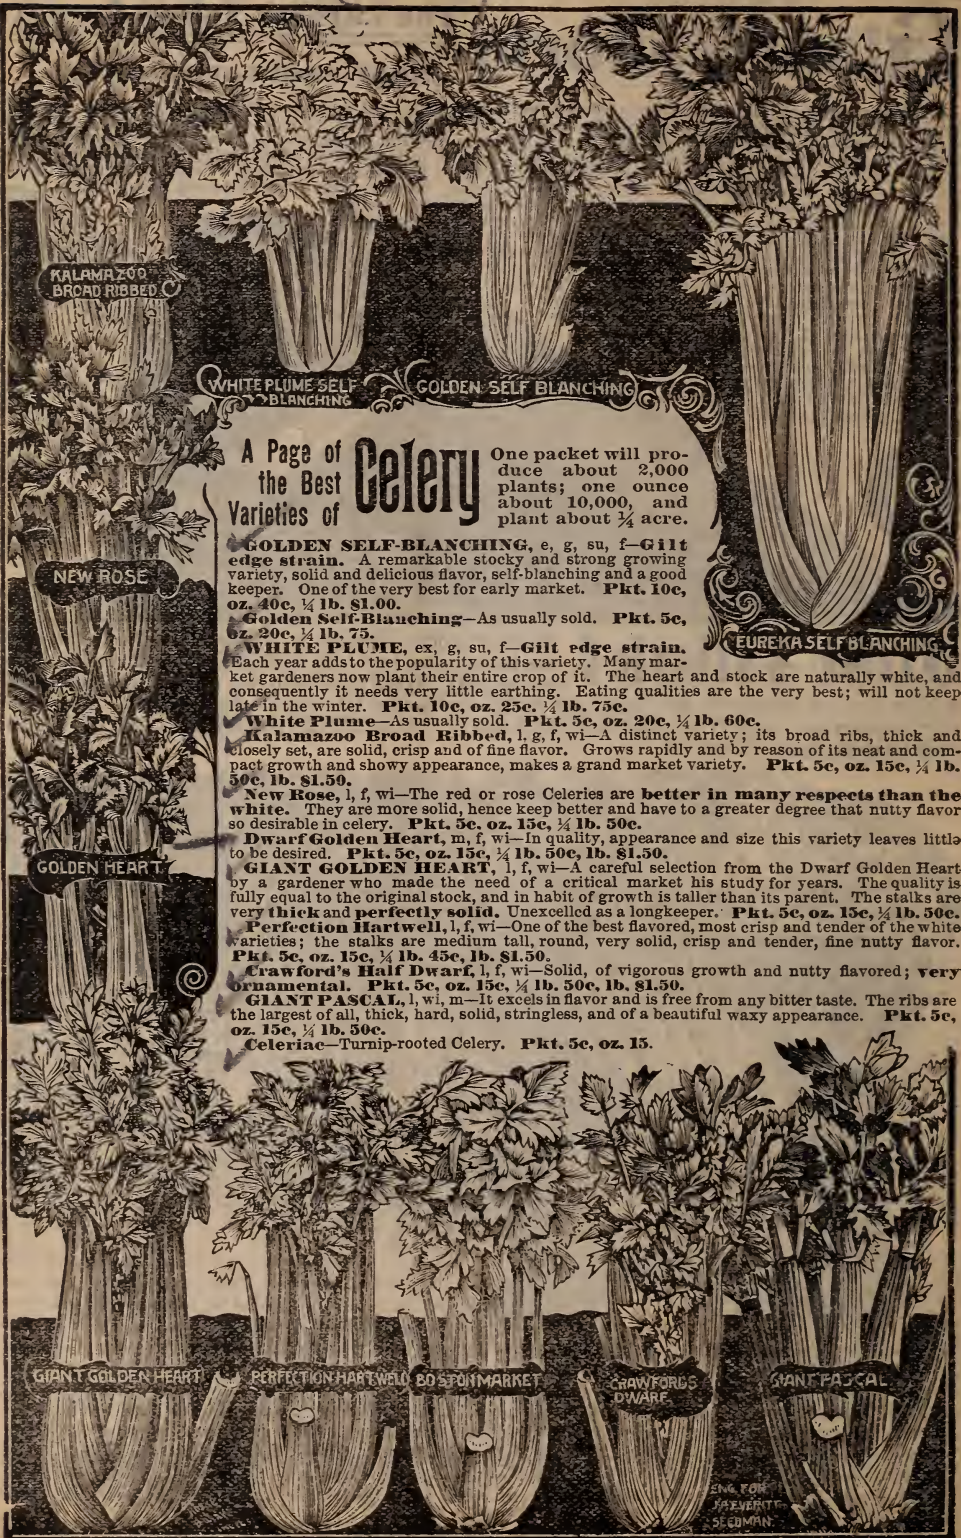 KALAMAZOO
BROAD RIBBED
WHITE PLUME SELF
BLANCHING
GOLDEN SELF BLANCHING
A Page of
the Best
Varieties of
Celery
One packet will pro-
duce about 2,000
plants; one ounce
about 10,000, and
plant about ¼ acre.
NEW ROSE
EUREKA SELF BLANCHING
GOLDEN SELF-BLANCHING, e, g, su, f—Gilt
edge strain. A remarkable stocky and strong growing
variety, solid and delicious flavor, self-blanching and a good
keeper. One of the very best for early market. Pkt. 10c,
oz. 40c, ¼ lb. $1.00.
Golden Self-Blanching—As usually sold. Pkt. 5c,
oz. 20c, ¼ lb. 75.
WHITE PLUME, ex, g, su, f—Gilt edge strain.
Each year adds to the popularity of this variety. Many mar-
ket gardeners now plant their entire crop of it. The heart and stock are naturally white, and
consequently it needs very little earthing. Eating qualities are the very best; will not keep
late in the winter. Pkt. 10c, oz. 25c. ¼ lb. 75c.
White Plume—As usually sold. Pkt. 5c, oz. 20c, ¼ lb. 60c.
Kalamazoo Broad Ribbed, l, g, f, wi—A distinct variety; its broad ribs, thick and
closely set, are solid, crisp and of fine flavor. Grows rapidly and by reason of its neat and com-
pact growth and showy appearance, makes a grand market variety. Pkt. 5c, oz. 15c, ¼ lb.
50c, lb. $1.50.
New Rose, l, f, wi—The red or rose Celeries are better in many respects than the
white. They are more solid, hence keep better and have to a greater degree that nutty flavor
so desirable in celery. Pkt. 5c, oz. 15c, ¼ lb. 50c.
Dwarf Golden Heart, m, f, wi—In quality, appearance and size this variety leaves little
to be desired. Pkt. 5c, oz. 15c, ¼ lb. 50c, lb. $1.50.
GIANT GOLDEN HEART, l, f, wi—A careful selection from the Dwarf Golden Heart
by a gardener who made the need of a critical market his study for years. The quality is
fully equal to the original stock, and in habit of growth is taller than its parent. The stalks are
very thick and perfectly solid. Unexcelled as a longkeeper. Pkt. 5c, oz. 15c, ¼ lb. 50c.
Perfection Hartwell, l, f, wi—One of the best flavored, most crisp and tender of the white
varieties; the stalks are medium tall, round, very solid, crisp and tender, fine nutty flavor.
Pkt. 5c, oz. 15c, ¼ lb. 45c, lb. $1.50.
Crawford's Half Dwarf, l, f, wi—Solid, of vigorous growth and nutty flavored; very
ornamental. Pkt. 5c, oz. 15c, ¼ lb. 50c, lb, $1.50.
GIANT PASCAL, l, wi, m—It excels in flavor and is free from any bitter taste. The ribs are
the largest of all, thick, hard, solid, stringless, and of a beautiful waxy appearance. Pkt. 5c,
oz. 15c, ¼ lb. 50c.
Celeriac—Turnip-rooted Celery. Pkt. 5c, oz. 15.
GOLDEN HEART
GIANT GOLDEN HEART
PERFECTION HARTWELL
BOSTON MARKET
CRAWFORDS
DWARF
GIANT PASCAL
ENG. FOR
J.A. EVERITT
SEEDMAN